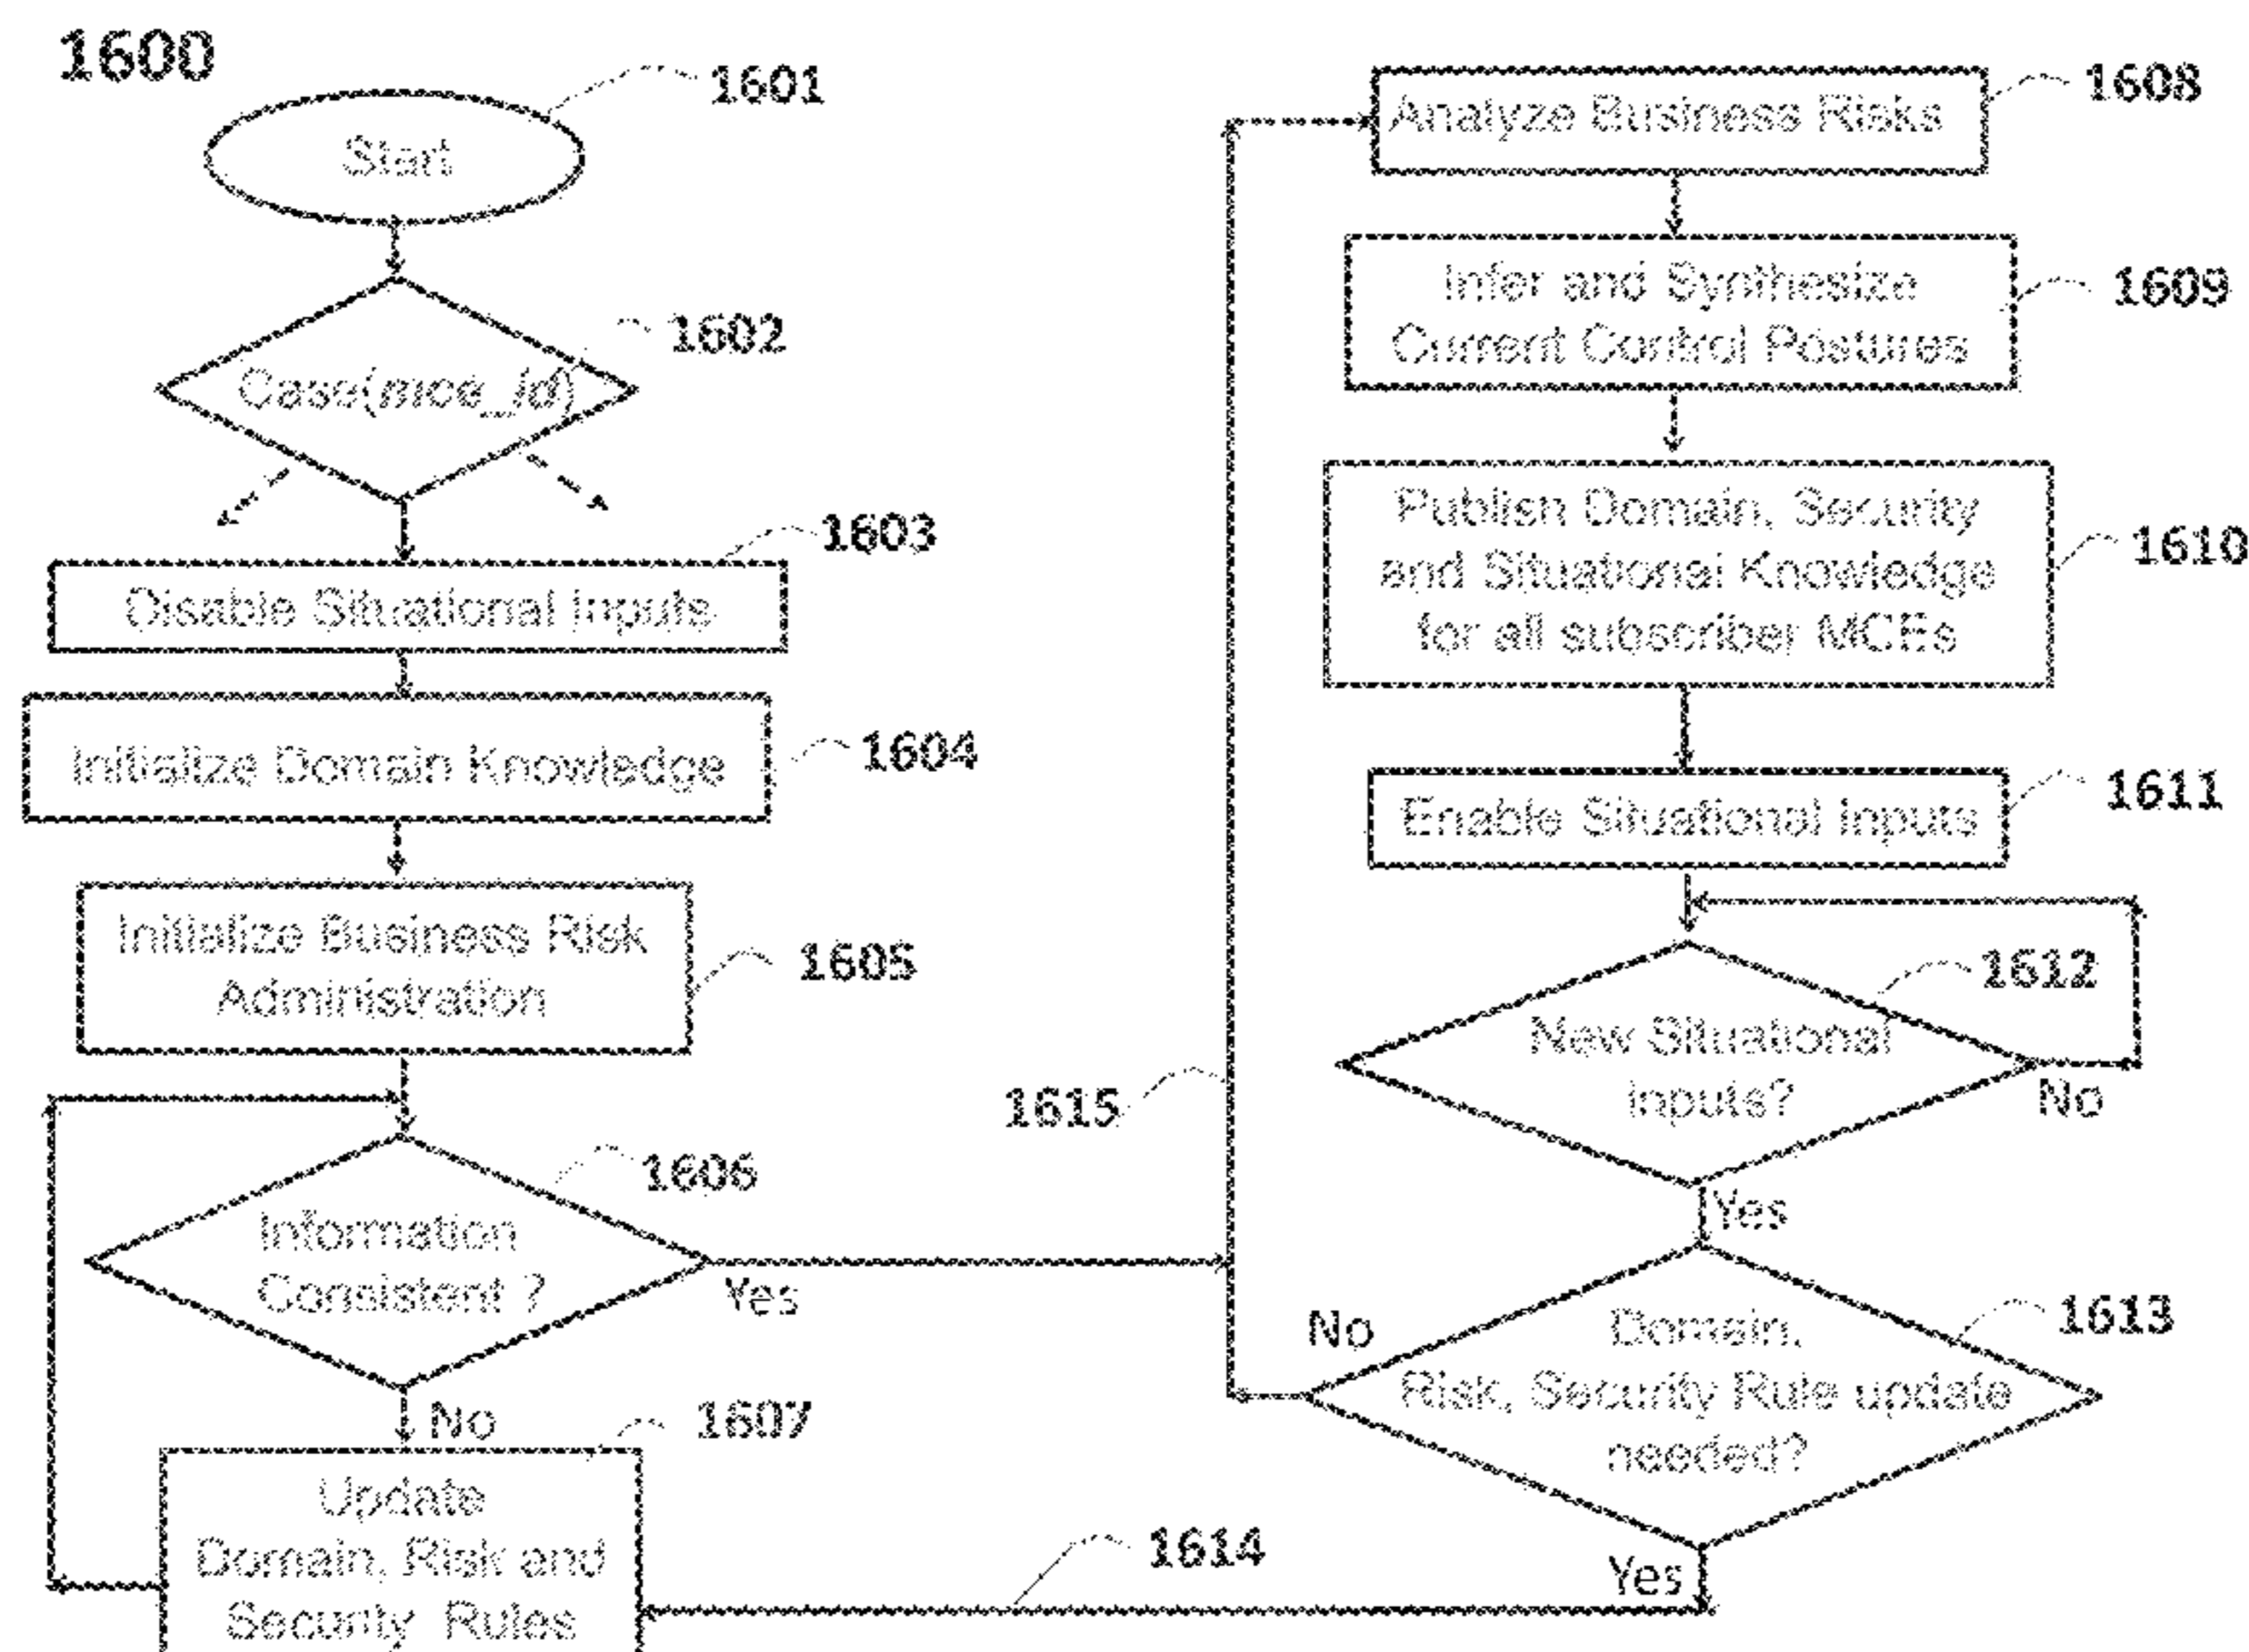 1600
1601
Start
1602
Case(mce_id)
1603
Disable Situational Inputs
1604
Initialize Domain Knowledge
1605
Initialize Business Risk
Administration
1606
Information
Consistent ?
Yes
No
1607
Update
Domain, Risk and
Security Rules
1608
Analyze Business Risks
1609
Infer and Synthesize
Current Control Postures
1610
Publish Domain, Security
and Situational Knowledge
for all subscriber MCEs
1611
Enable Situational Inputs
1612
New Situational
inputs?
No
Yes
1613
Domain,
Risk, Security Rule update
needed?
No
Yes
1614
1615